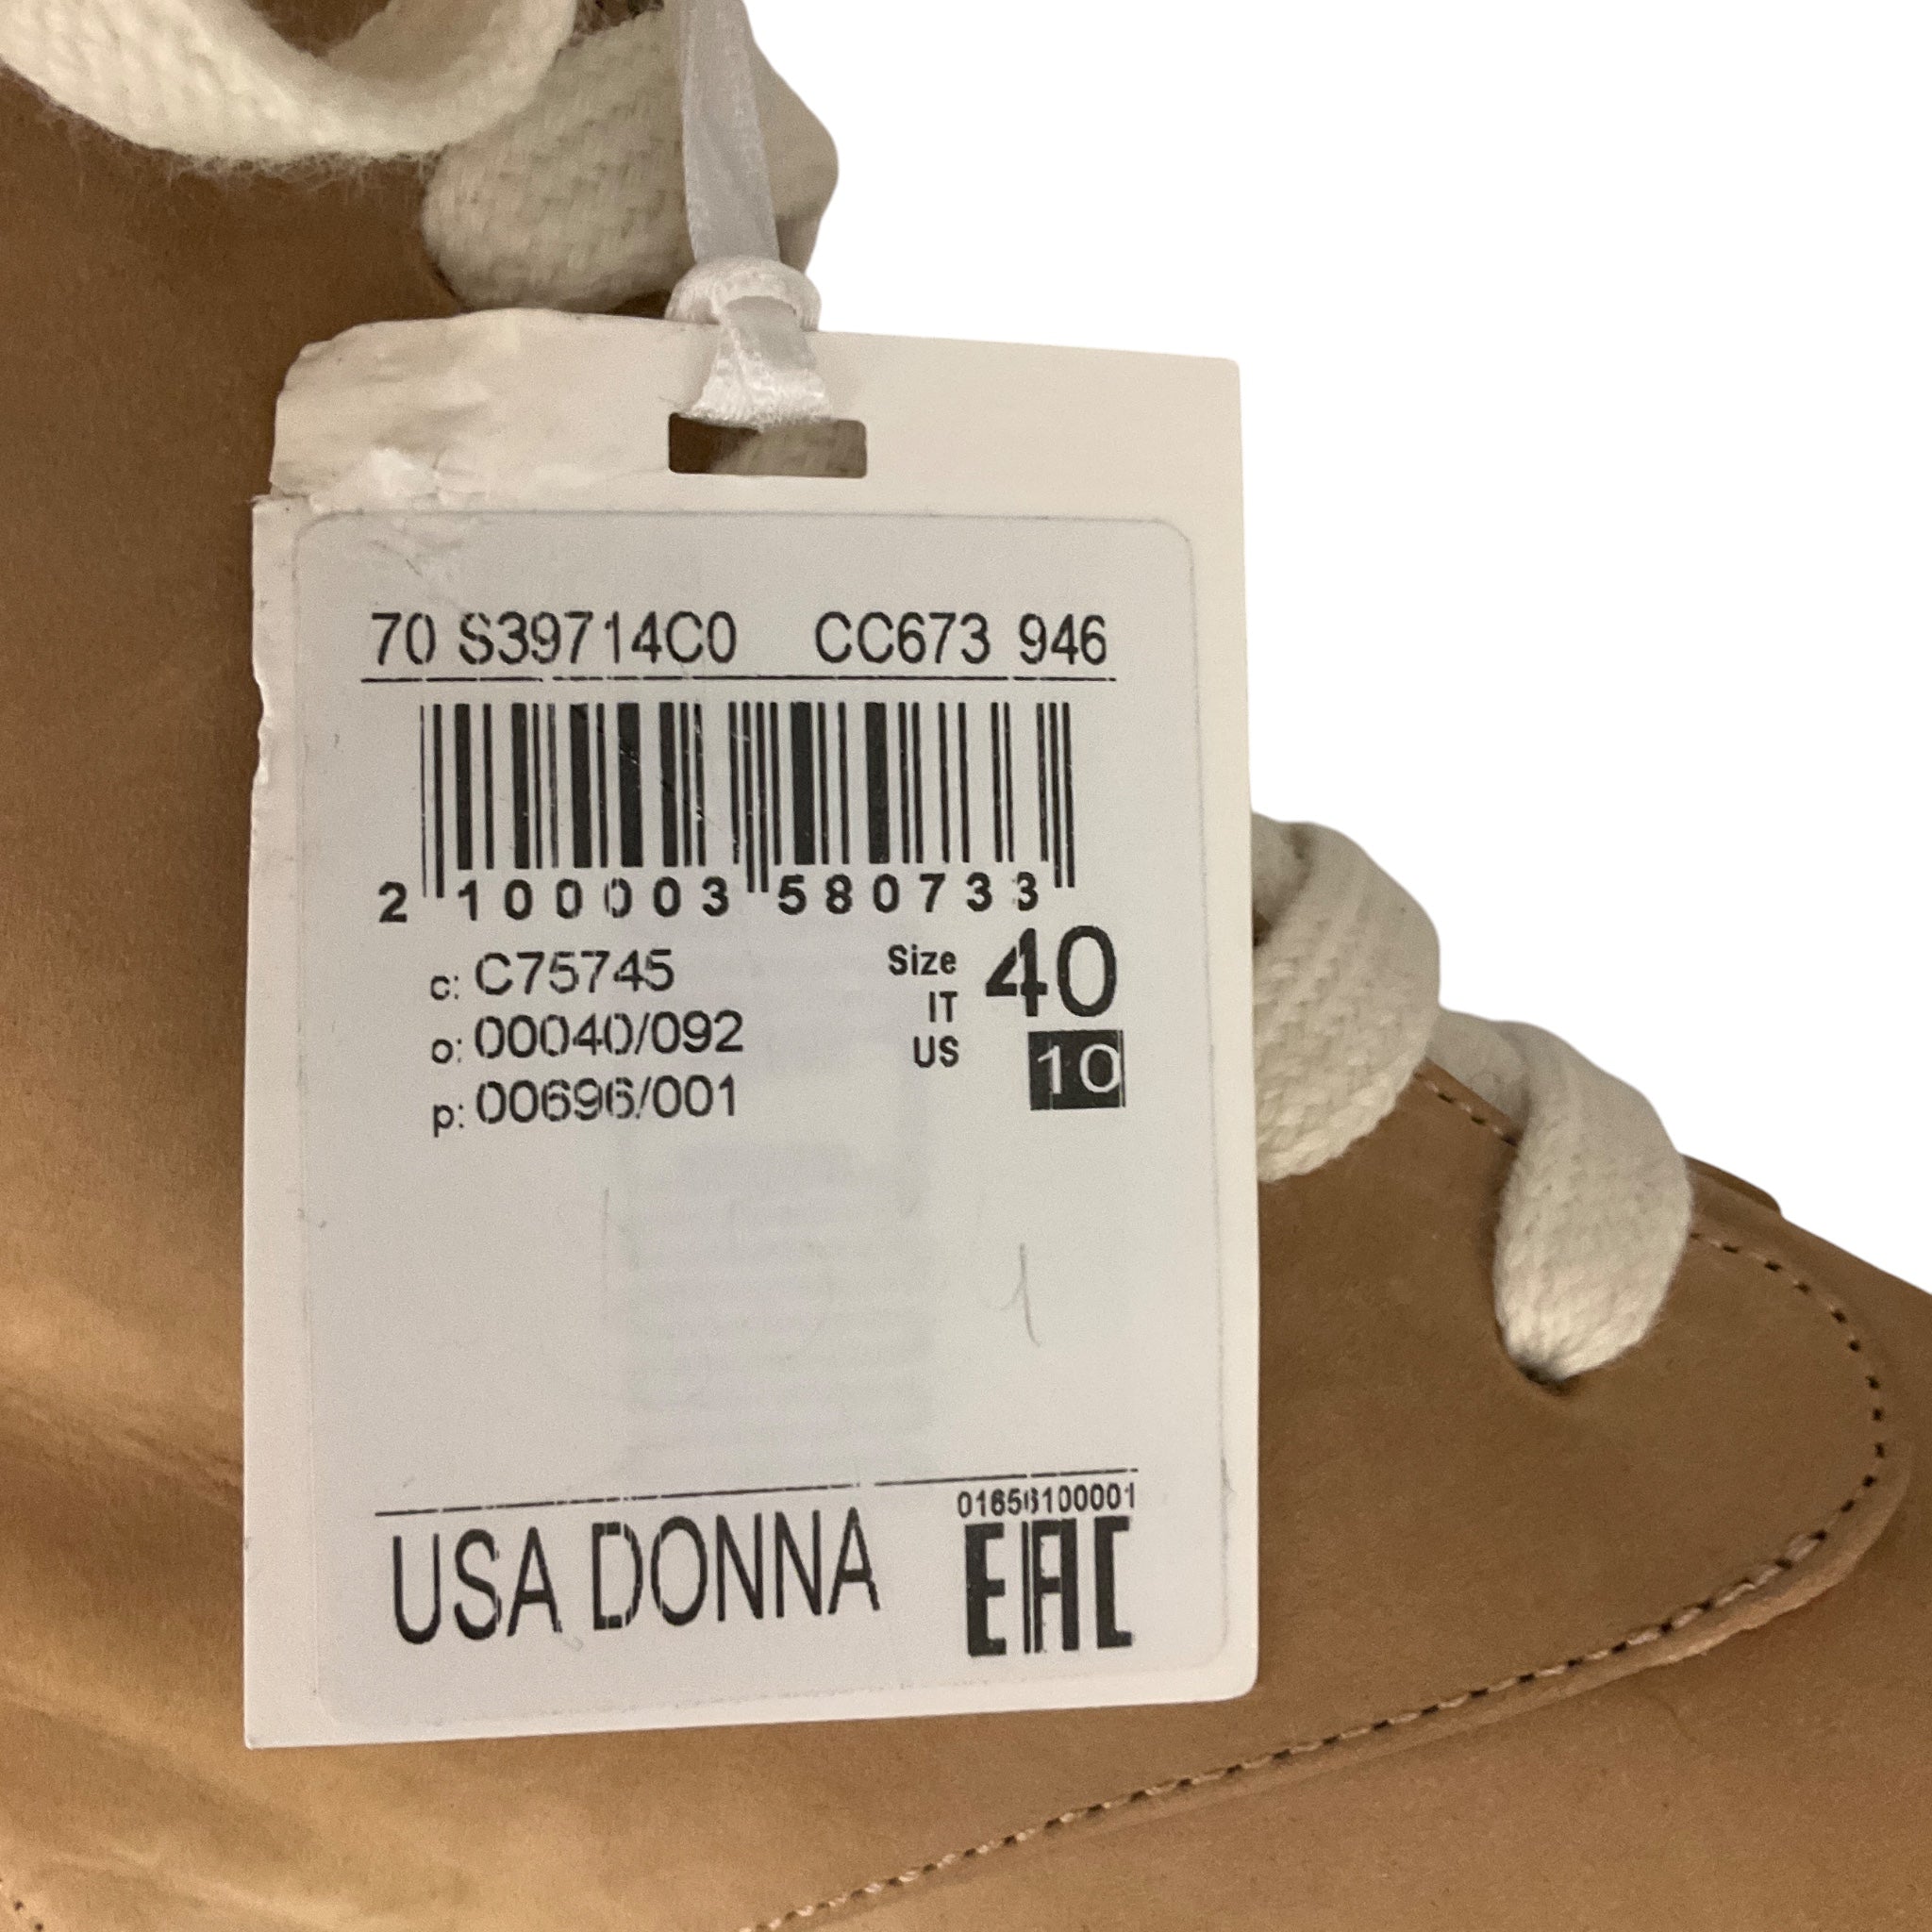 70 S39714C0 CC673 946
2 100003 580733
c: C75745
o: 00040/092
p: 00696/001
Size 40
IT
US 10
1
01656100001
USA DONNA EAC